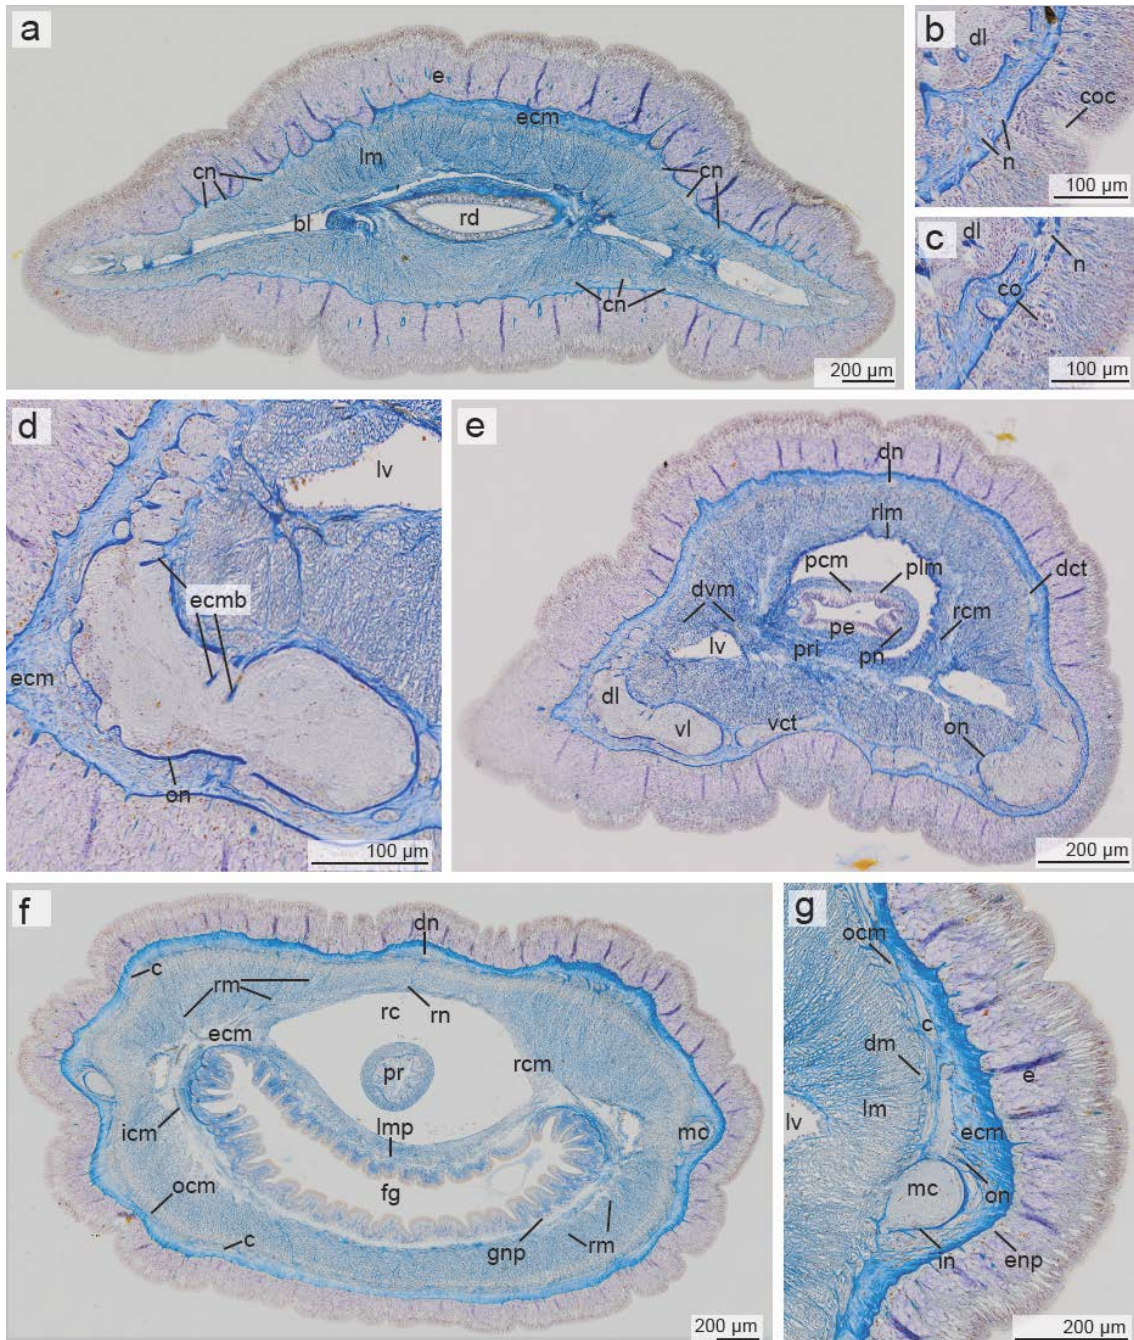 a
e
ecm
lm
cn
cn
bl
rd
cn
200 µm
b
dl
coc
n
100 µm
c
dl
n
co
100 µm
d
lv
ecmb
ecm
on
100 µm
e
dn
rlm
pcm
plm
dct
dvm
rcm
pe
lv
pri
pn
dl
vl
vct
on
200 µm
f
dn
c
rm
rc
rn
ecm
pr
rcm
icm
lmp
mc
fg
ocm
c
gnp
rm
200 µm
g
ocm
c
dm
e
lm
ecm
lv
mc
on
in
enp
200 µm